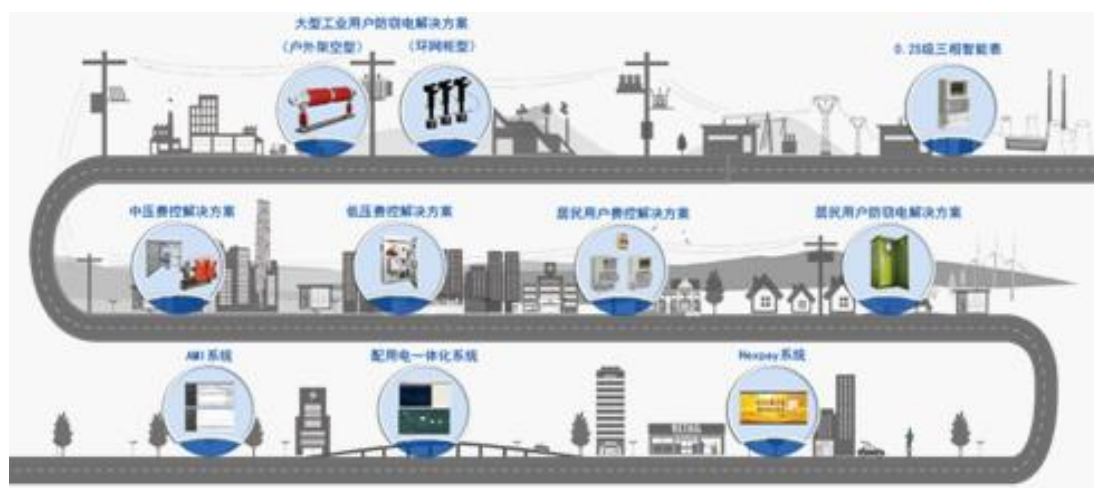 大型工业用户防窃电解决方案
（户外架空型）
（环网柜型）
0.2S级三相智能表
中压费控解决方案
低压费控解决方案
居民用户费控解决方案
居民用户防窃电解决方案
AMI系统
配用电一体化系统
Nexpay系统
RETAIL